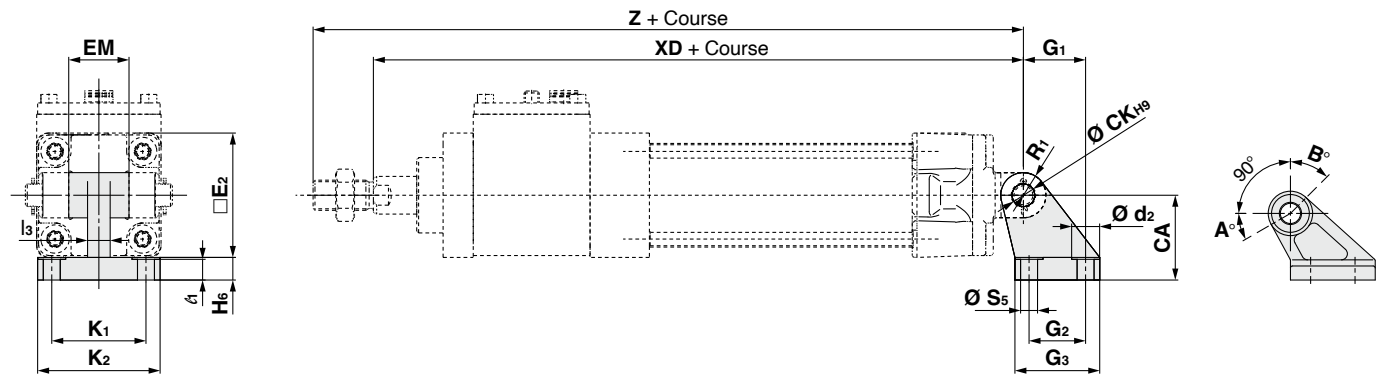 Z + Course
EM
XD + Course
G1
Ø CKH9
R1
B°
90°
□E2
Ø d2
A°
CA
l3
ℓ1
H6
Ø S5
K1
G2
K2
G3